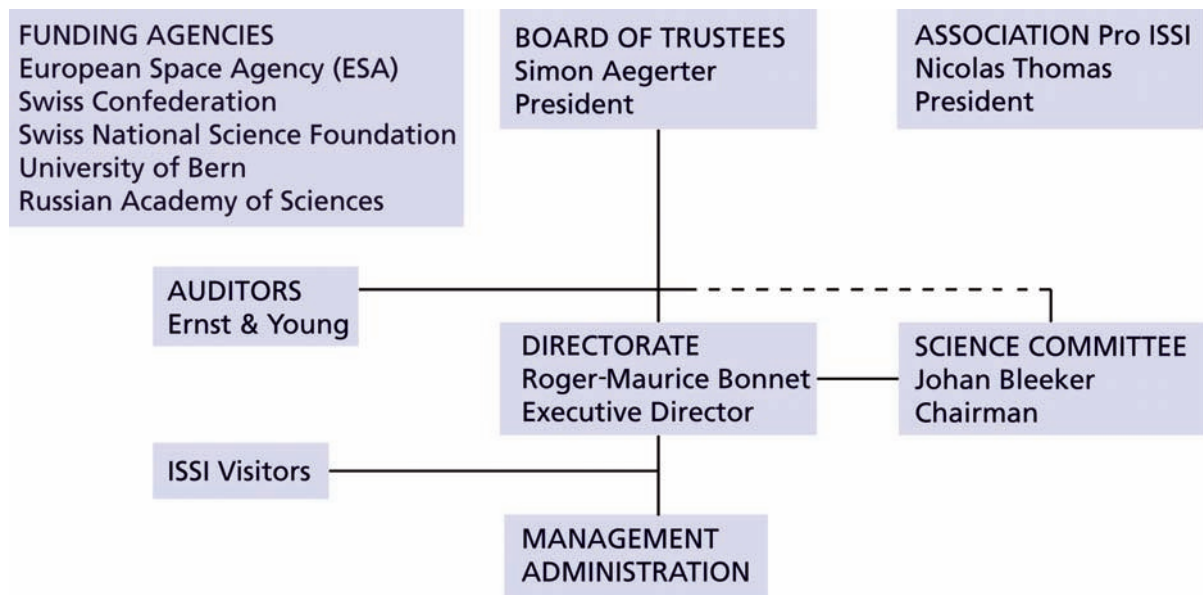 FUNDING AGENCIES
European Space Agency (ESA)
Swiss Confederation
Swiss National Science Foundation
University of Bern
Russian Academy of Sciences
BOARD OF TRUSTEES
Simon Aegerter
President
ASSOCIATION Pro ISSI
Nicolas Thomas
President
AUDITORS
Ernst & Young
DIRECTORATE
Roger-Maurice Bonnet
Executive Director
SCIENCE COMMITTEE
Johan Bleeker
Chairman
ISSI Visitors
MANAGEMENT
ADMINISTRATION